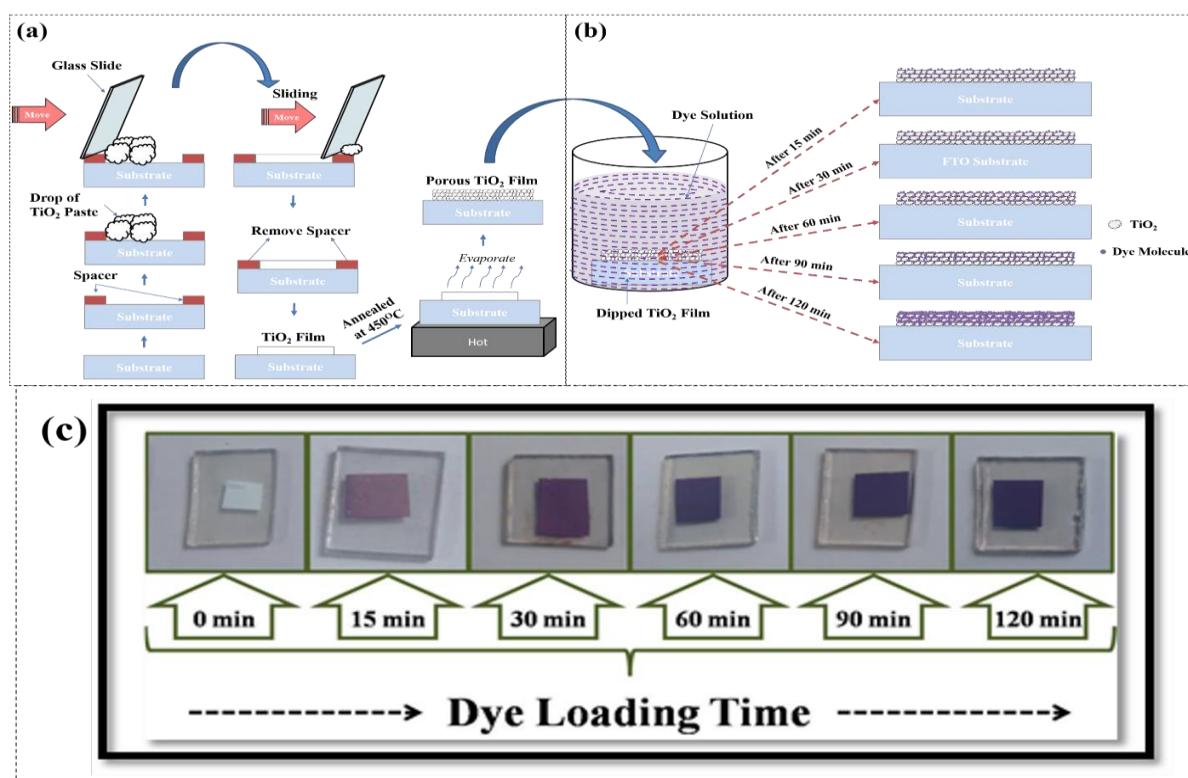 (a)
Glass Slide
Move
Sliding
Move
Substrate
Substrate
Drop of
TiO₂ Paste
Substrate
Remove Spacer
Substrate
Spacer
Substrate
TiO₂ Film
Substrate
Substrate
Annealed
at 450°C
Porous TiO₂ Film
Substrate
Evaporate
Substrate
Hot
(b)
Dye Solution
Dipped TiO₂ Film
After 15 min
After 30 min
After 60 min
After 90 min
After 120 min
Substrate
FTO Substrate
Substrate
Substrate
Substrate
TiO₂
Dye Molecule
(c)
0 min
15 min
30 min
60 min
90 min
120 min
Dye Loading Time